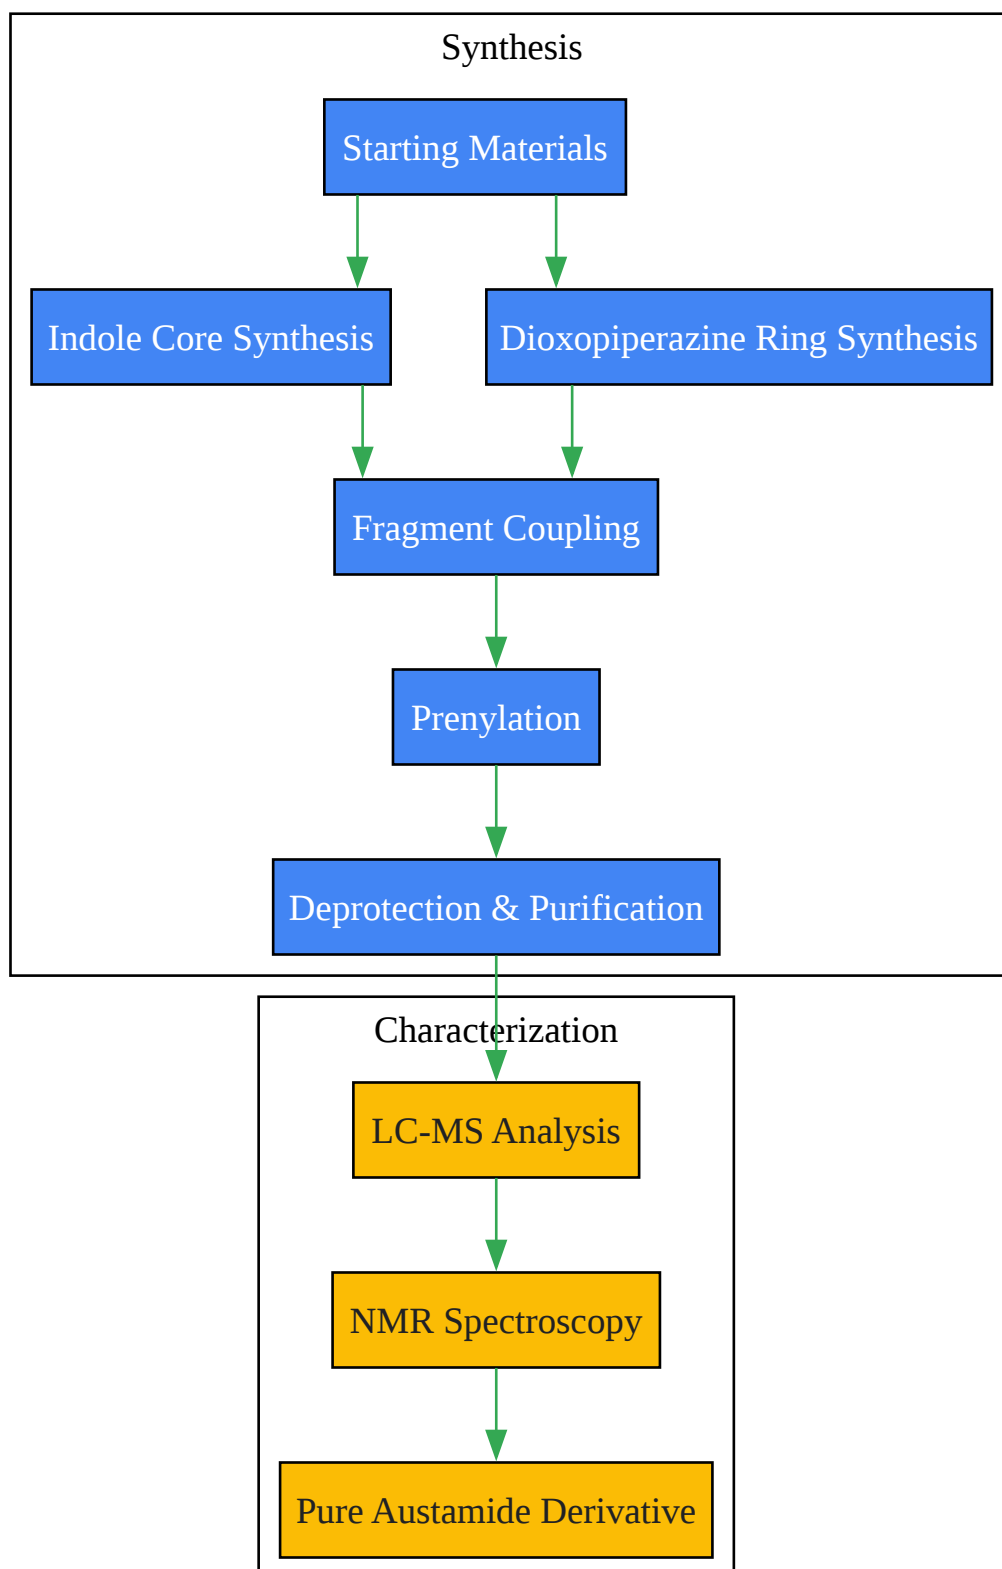 Synthesis
Starting Materials
Indole Core Synthesis
Dioxopiperazine Ring Synthesis
Fragment Coupling
Prenylation
Deprotection & Purification
Characterization
LC-MS Analysis
NMR Spectroscopy
Pure Austamide Derivative